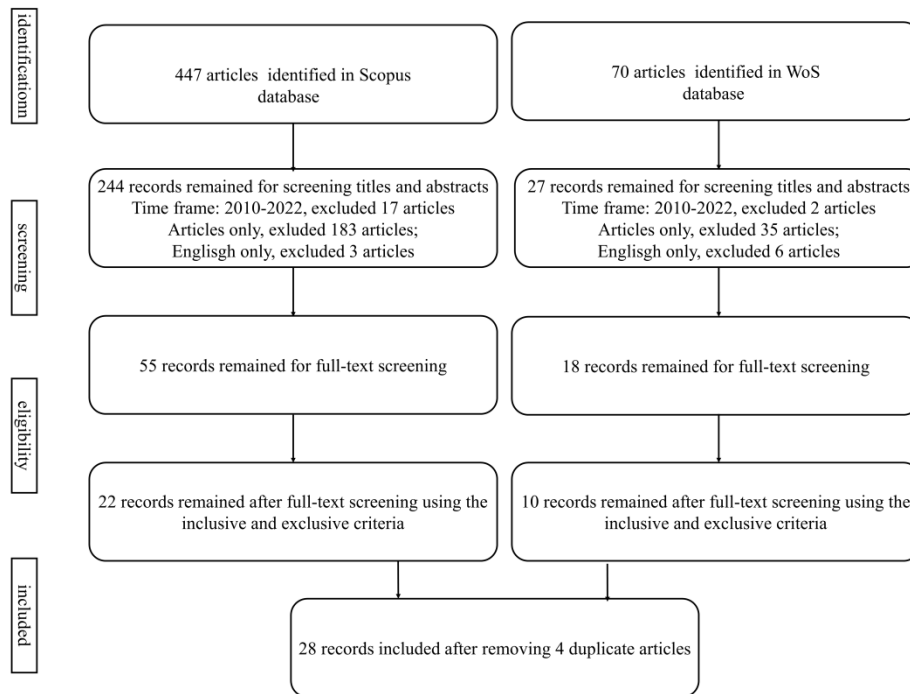 identificationn
447 articles identified in Scopus
database
70 articles identified in WoS
database
screening
244 records remained for screening titles and abstracts
Time frame: 2010-2022, excluded 17 articles
Articles only, exluded 183 articles;
Englisgh only, excluded 3 articles
27 records remained for screening titles and abstracts
Time frame: 2010-2022, excluded 2 articles
Articles only, exluded 35 articles;
Englisgh only, excluded 6 articles
eligibility
55 records remained for full-text screening
18 records remained for full-text screening
22 records remained after full-text screening using the
inclusive and exclusive criteria
10 records remained after full-text screening using the
inclusive and exclusive criteria
included
28 records included after removing 4 duplicate articles